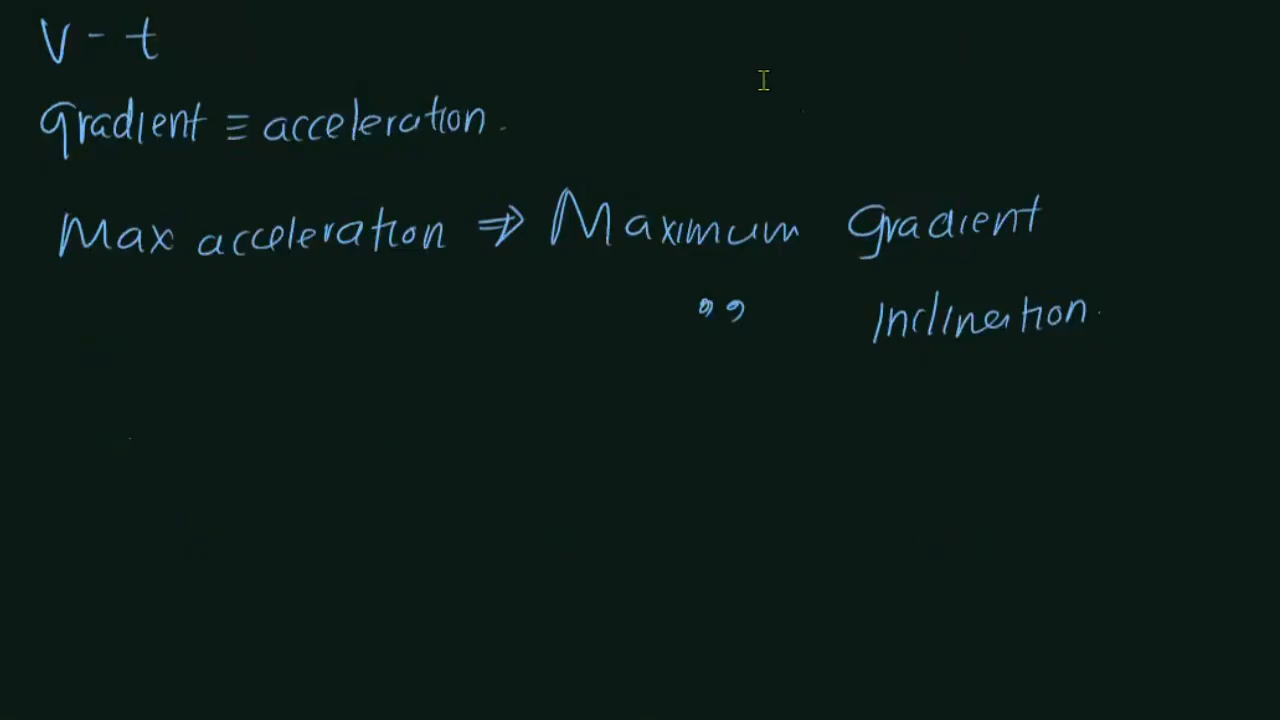 V - t
Gradient ≡ acceleration.
Max acceleration ⇒ Maximum Gradient
,, Inclination.